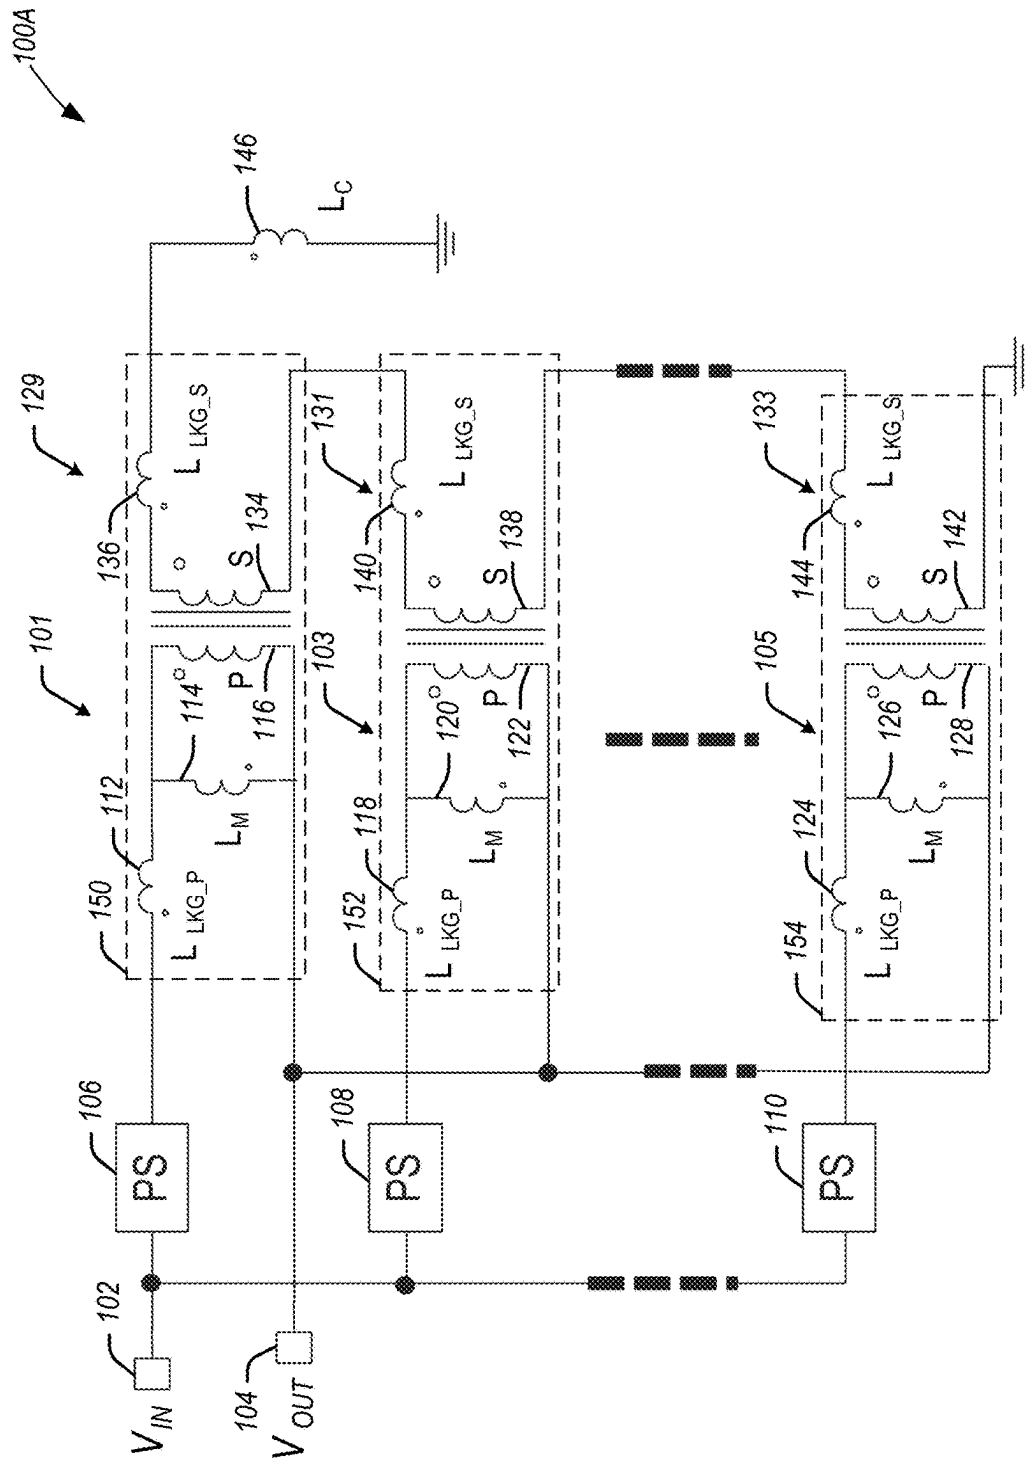 100A
146
L_C
129
136
L_LKG_S
134
S
101
114
P
116
112
L_M
L_LKG_P
150
131
140
L_LKG_S
138
S
103
120
P
122
118
L_M
L_LKG_P
152
133
144
L_LKG_S
142
S
105
126
P
128
124
L_M
L_LKG_P
154
106
PS
108
PS
110
PS
102
V_IN
104
V_OUT